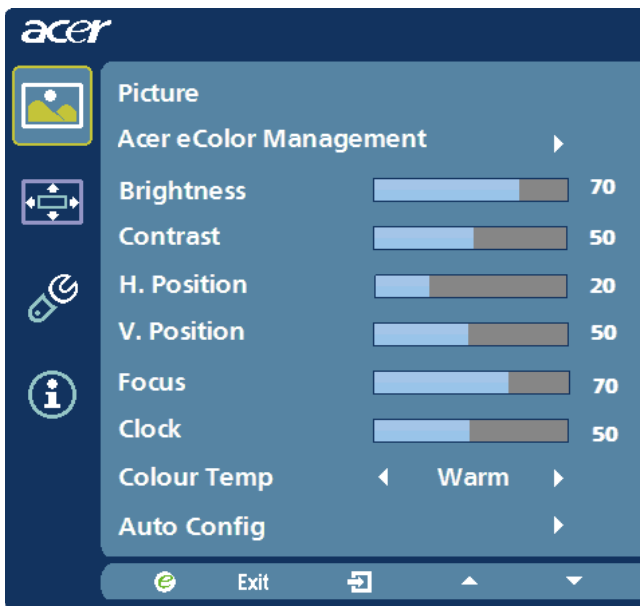 acer
Picture
Acer eColor Management
Brightness 70
Contrast 50
H. Position 20
V. Position 50
Focus 70
Clock 50
Colour Temp Warm
Auto Config
e Exit